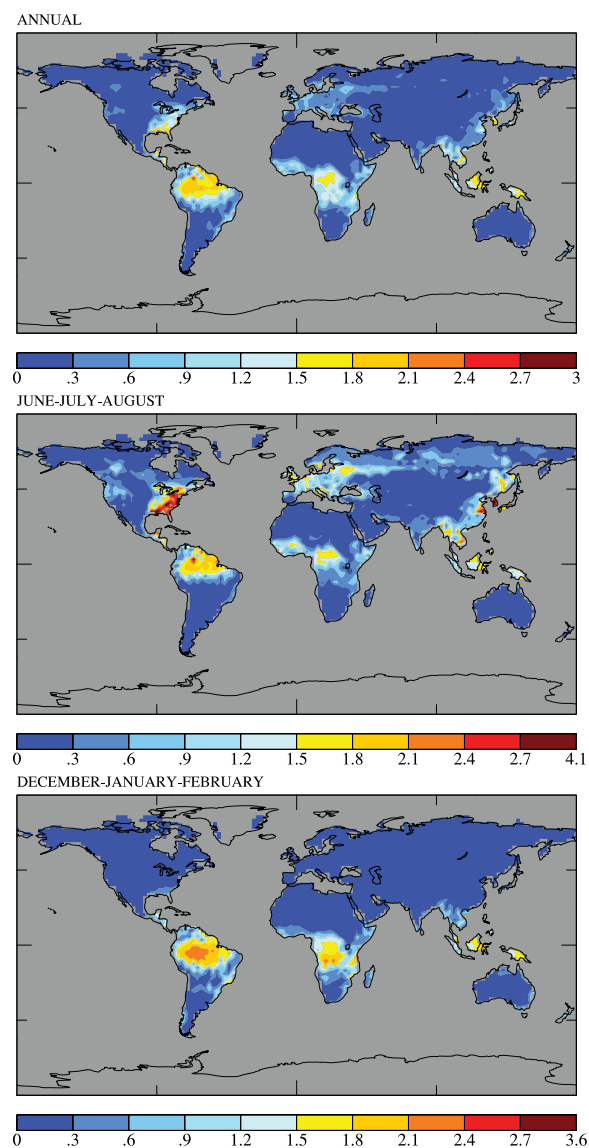 ANNUAL
0 .3 .6 .9 1.2 1.5 1.8 2.1 2.4 2.7 3
JUNE-JULY-AUGUST
0 .3 .6 .9 1.2 1.5 1.8 2.1 2.4 2.7 4.1
DECEMBER-JANUARY-FEBRUARY
0 .3 .6 .9 1.2 1.5 1.8 2.1 2.4 2.7 3.6